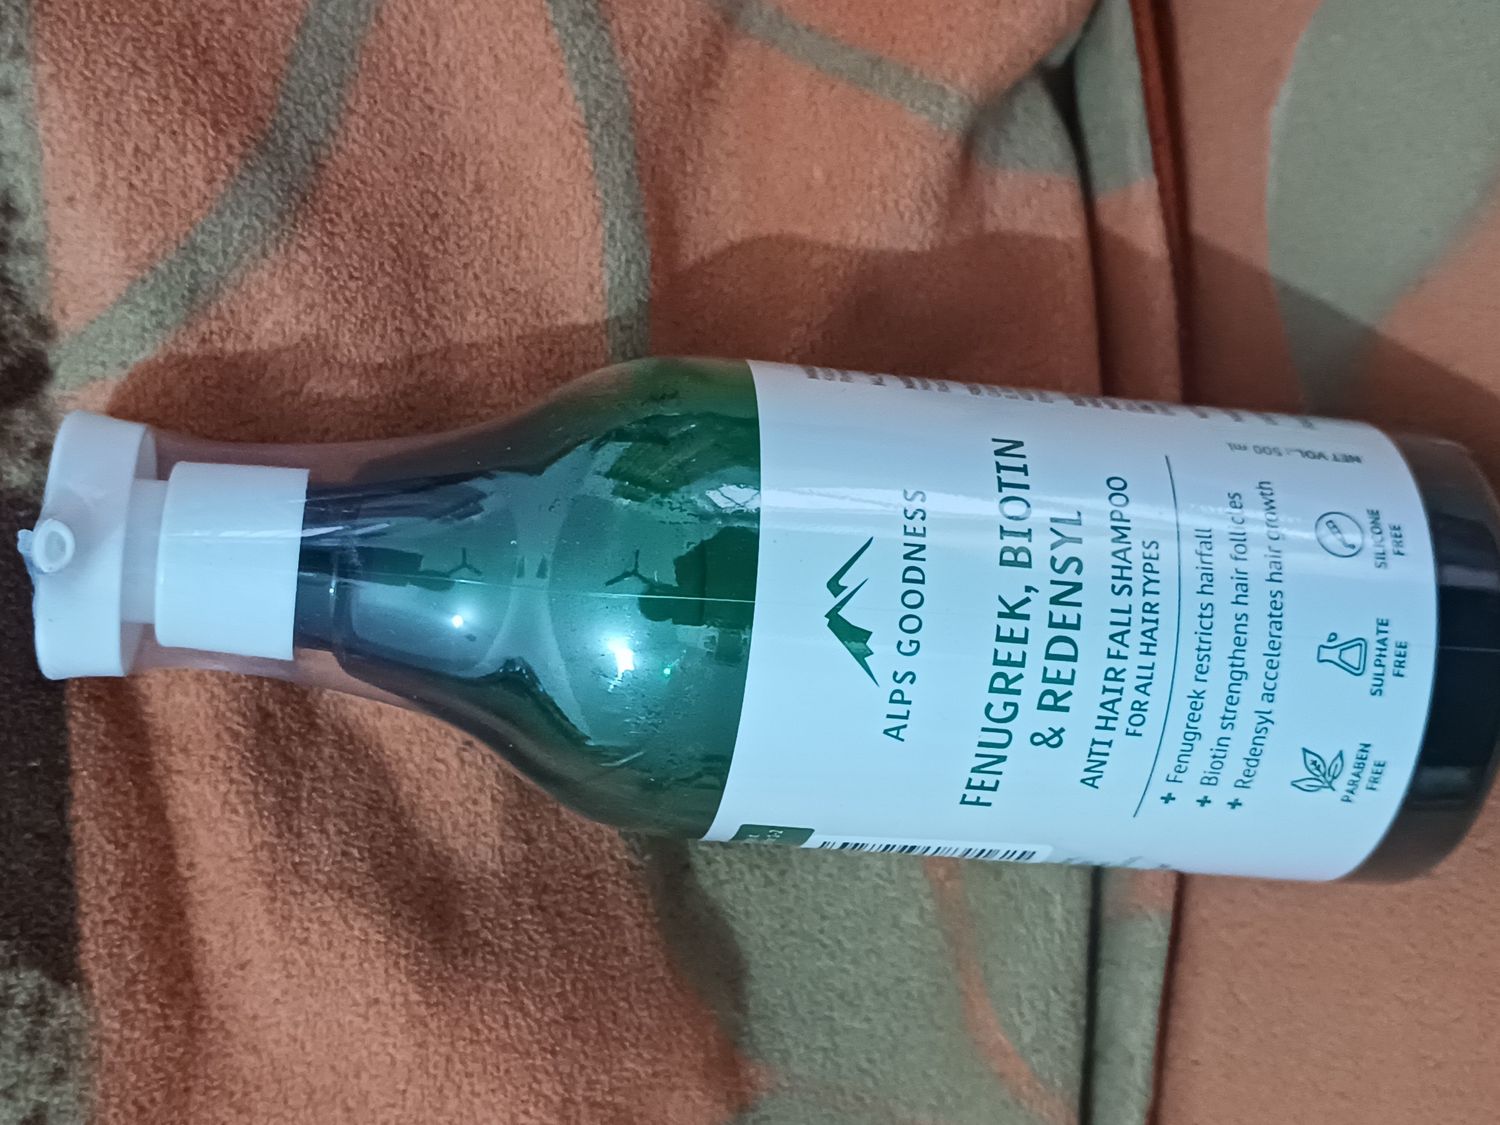 ALPS GOODNESS
FENUGREEK, BIOTIN
& REDENSYL
ANTI HAIR FALL SHAMPOO
FOR ALL HAIR TYPES
+ Fenugreek restricts hairfall
+ Biotin strengthens hair follicles
+ Redensyl accelerates hair growth
PARABEN
FREE
SULPHATE
FREE
SILICONE
FREE
NET VOL.: 500 ml